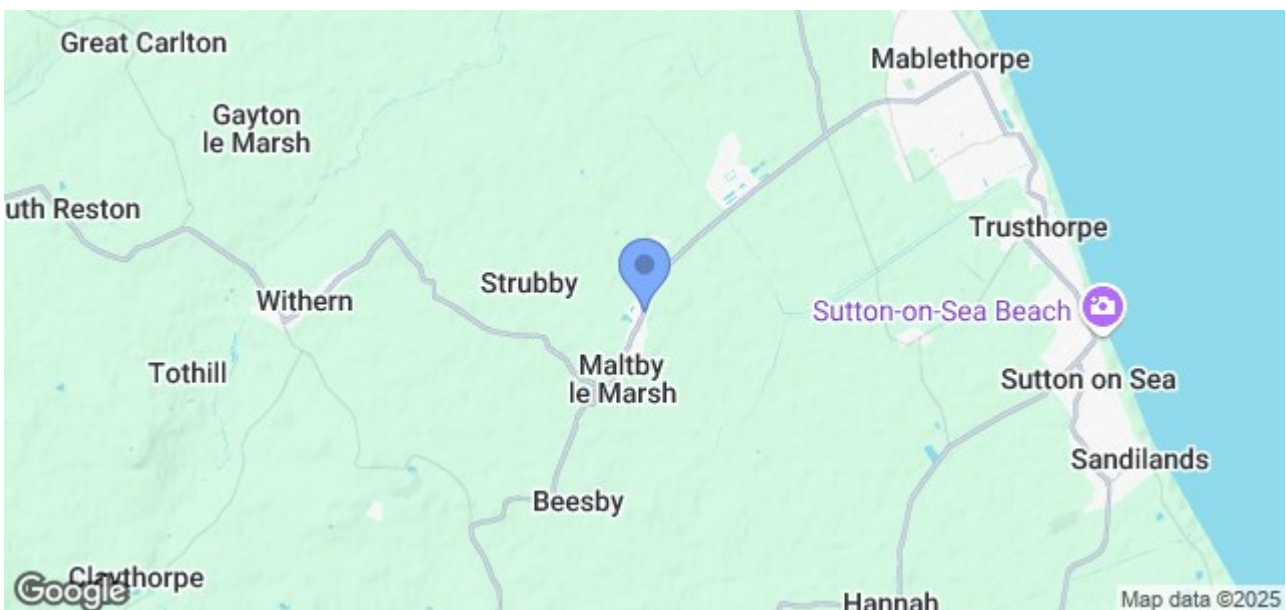 Great Carlton
Mablethorpe
Gayton
le Marsh
uth Reston
Trusthorpe
Strubby
Withern
Sutton-on-Sea Beach
Maltby
le Marsh
Tothill
Sutton on Sea
Sandilands
Beesby
Claythorpe
Google
Hannah
Map data ©2025